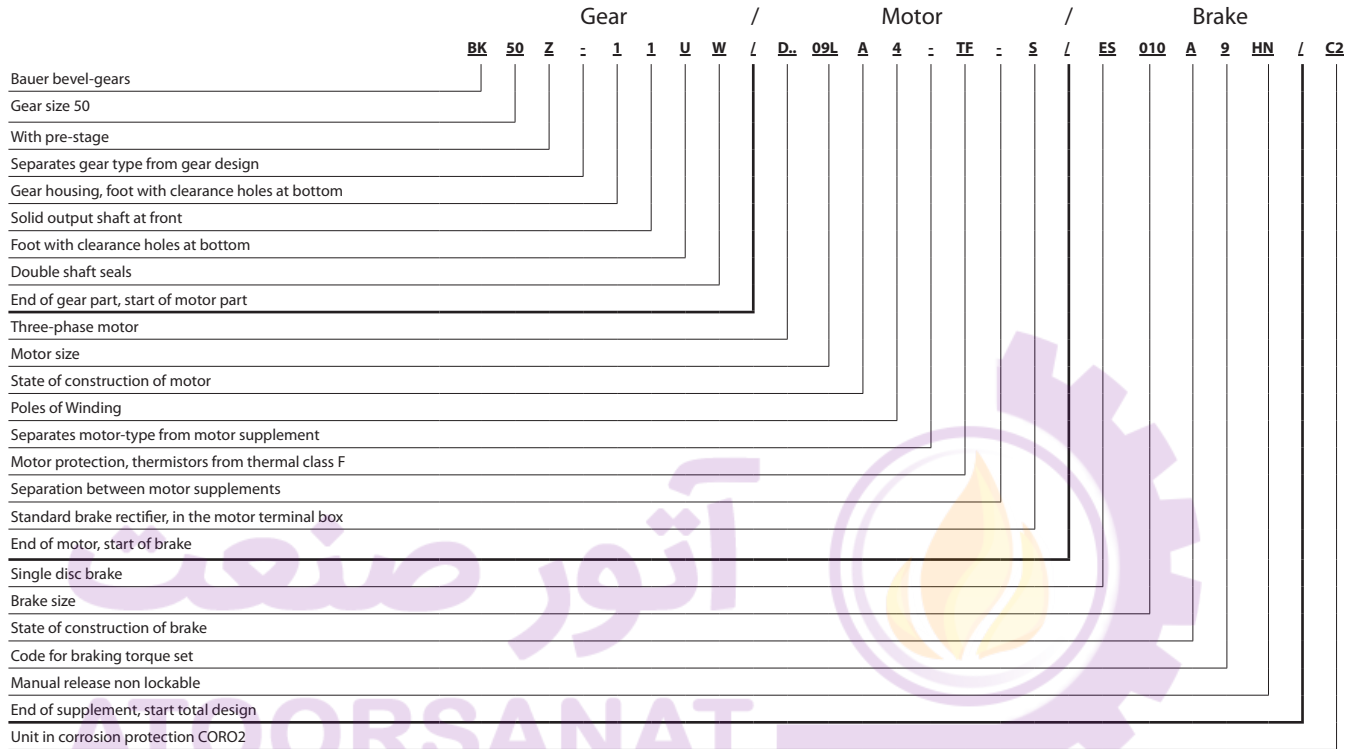 Gear / Motor / Brake
BK 50 Z - 1 1 U W / D.. 09L A 4 - TF - S / ES 010 A 9 HN / C2
Bauer bevel-gears
Gear size 50
With pre-stage
Separates gear type from gear design
Gear housing, foot with clearance holes at bottom
Solid output shaft at front
Foot with clearance holes at bottom
Double shaft seals
End of gear part, start of motor part
Three-phase motor
Motor size
State of construction of motor
Poles of Winding
Separates motor-type from motor supplement
Motor protection, thermistors from thermal class F
Separation between motor supplements
Standard brake rectifier, in the motor terminal box
End of motor, start of brake
Single disc brake
Brake size
State of construction of brake
Code for braking torque set
Manual release non lockable
End of supplement, start total design
Unit in corrosion protection CORO2
آتور صنعت
ATOORSANAT